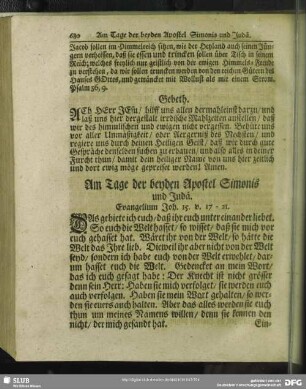 690 Am Tage der beyden Apostel Simonis und Judä.
Jacob sollen im Himmelreich sitzen, wie der Heyland auch seinen Jün-
gern verheissen, daß sie essen und trincken sollen über Tisch in seinem
Reich; welches freylich nur geistlich von der ewigen Himmels-Freude
zu verstehen, da wir sollen truncken werden von den reichen Gütern des
Hauses GOttes, und geträncket mit Wollust als mit einem Strom,
Psalm 36, 9.
Gebeth.
ACh HErr JEsu, hilff uns allen dermahleinst darzu, und
laß uns hier dergestalt irrdische Mahlzeiten anstellen, daß
wir des himmlischen und ewigen nicht vergessen. Behüte uns
vor aller Unmäßigkeit, oder Aergerniß des Nechsten, und
regiere uns durch deinen Heiligen Geist, daß wir durch gute
Gespräche denselben suchen zu erbauen, und daß alles in deiner
Furcht thun, damit dein heiliger Name von uns hier zeitlich
und dort ewig möge gepreiset werden! Amen.
Am Tage der beyden Apostel Simonis
und Judä.
Evangelium Joh. 15. v. 17 - 21.
DAs gebiete ich euch, daß ihr euch unter einander liebet.
So euch die Welt hasset, so wisset, daß sie mich vor
euch gehasset hat. Wäret ihr von der Welt, so hätte die
Welt das Ihre lieb. Dieweil ihr aber nicht von der Welt
seyd, sondern ich habe euch von der Welt erwehlet, dar-
um hasset euch die Welt. Gedencket an mein Wort,
das ich euch gesagt habe: Der Knecht ist nicht grösser
denn sein Herr: Haben sie mich verfolget, sie werden euch
auch verfolgen. Haben sie mein Wort gehalten, so wer-
den sie eures auch halten. Aber das alles werden sie euch
thun um meines Namens willen, denn sie kennen den
nicht, der mich gesandt hat.
Ein-
SLUB
DFG